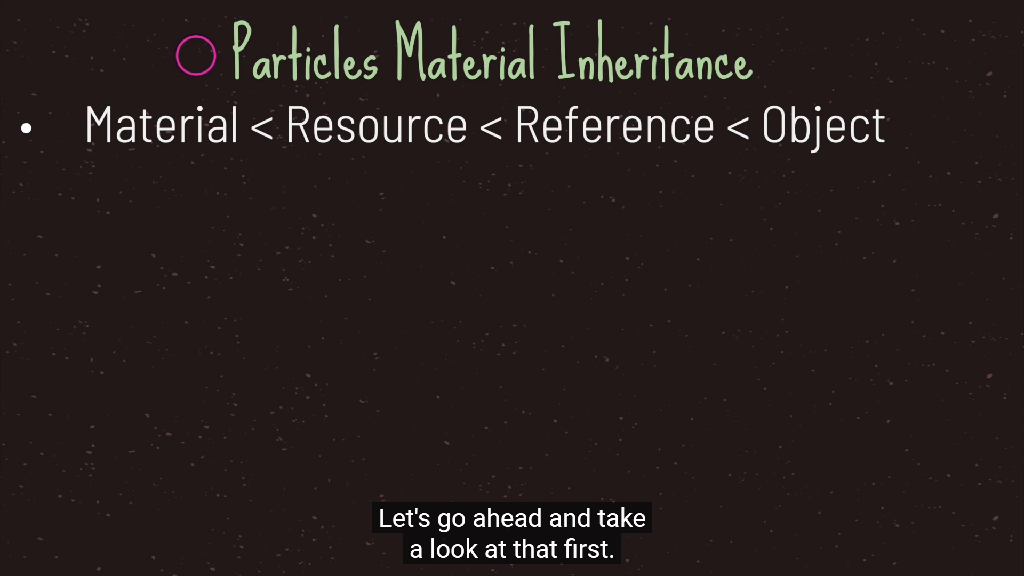 Particles Material Inheritance
• Material < Resource < Reference < Object
Let's go ahead and take
a look at that first.